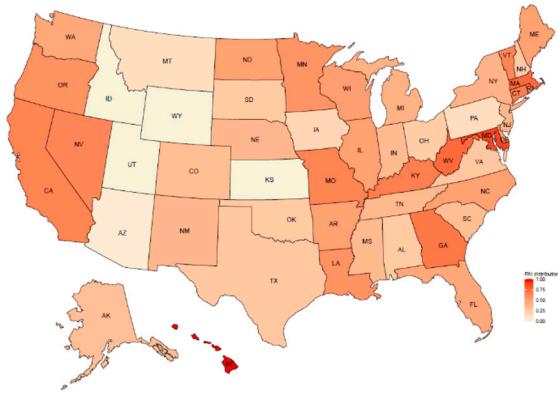 WA
MT
ND
MN
ME
VT
NH
OR
ID
SD
WI
NY
MA
CT
MI
WY
IA
PA
NJ
NE
NV
OH
IL
IN
MD
UT
CO
WV
VA
CA
KS
MO
KY
NC
TN
OK
AR
SC
AZ
NM
MS
AL
GA
LA
TX
FL
AK
RAI distribution
1.00
0.75
0.50
0.25
0.00